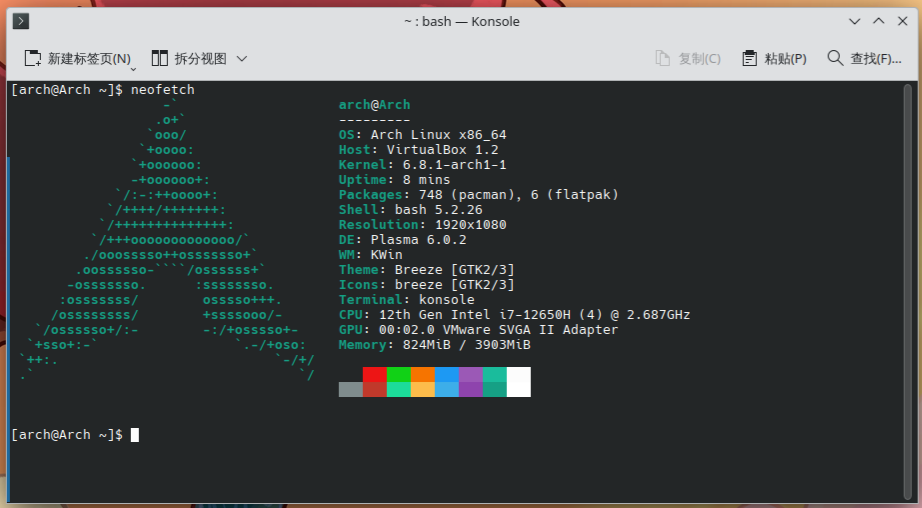 ~ : bash — Konsole
新建标签页(N) 拆分视图 复制(C) 粘贴(P) 查找(F)...
[arch@Arch ~]$ neofetch
-` arch@Arch
.o+` ---------
`ooo/ OS: Arch Linux x86_64
`+oooo: Host: VirtualBox 1.2
`+oooooo: Kernel: 6.8.1-arch1-1
-+oooooo+: Uptime: 8 mins
`/:-:++oooo+: Packages: 748 (pacman), 6 (flatpak)
`/++++/+++++++: Shell: bash 5.2.26
`/++++++++++++++: Resolution: 1920x1080
`/+++ooooooooooooo/` DE: Plasma 6.0.2
./ooosssso++osssssso+` WM: KWin
.oossssso-````/ossssss+` Theme: Breeze [GTK2/3]
-osssssso. :ssssssso. Icons: breeze [GTK2/3]
:osssssss/ osssso+++. Terminal: konsole
/ossssssss/ +ssssooo/- CPU: 12th Gen Intel i7-12650H (4) @ 2.687GHz
`/ossssso+/:- -:/+osssso+- GPU: 00:02.0 VMware SVGA II Adapter
`+sso+:-` `.-/+oso: Memory: 824MiB / 3903MiB
`++:. `-/+/
.` `/
[arch@Arch ~]$